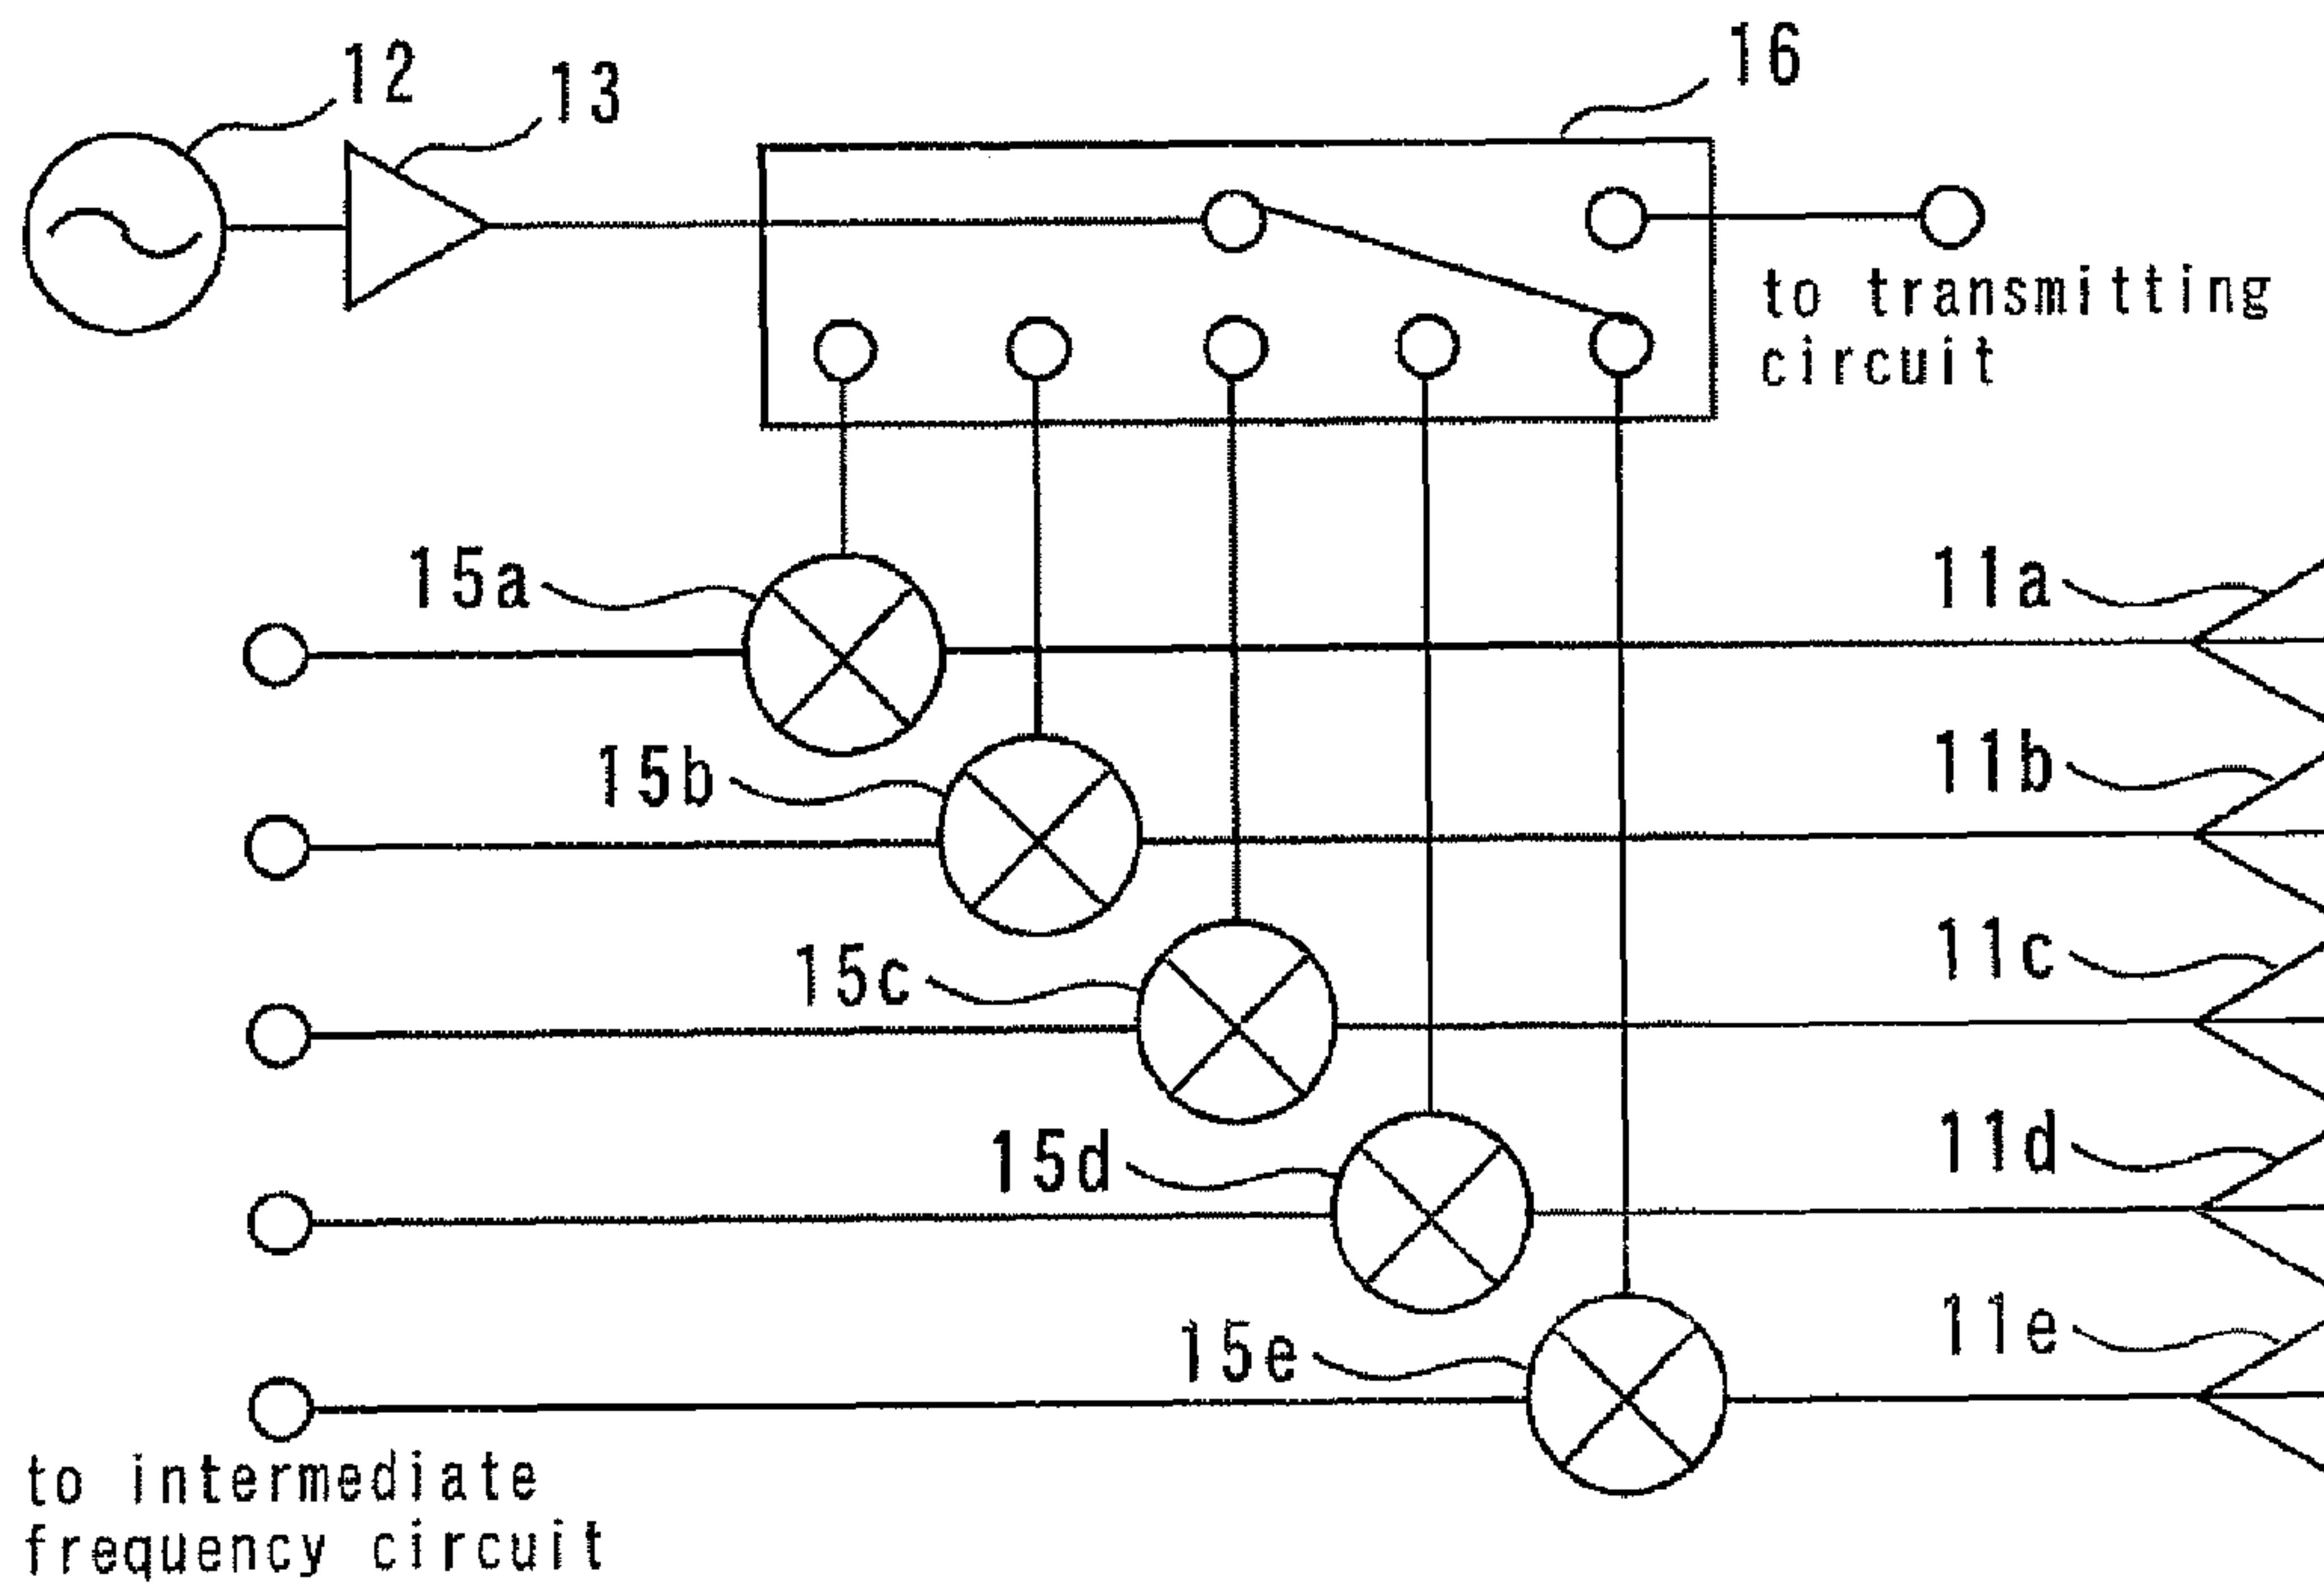 12
13
16
to transmitting
circuit
15a
11a
15b
11b
15c
11c
15d
11d
15e
11e
to intermediate
frequency circuit